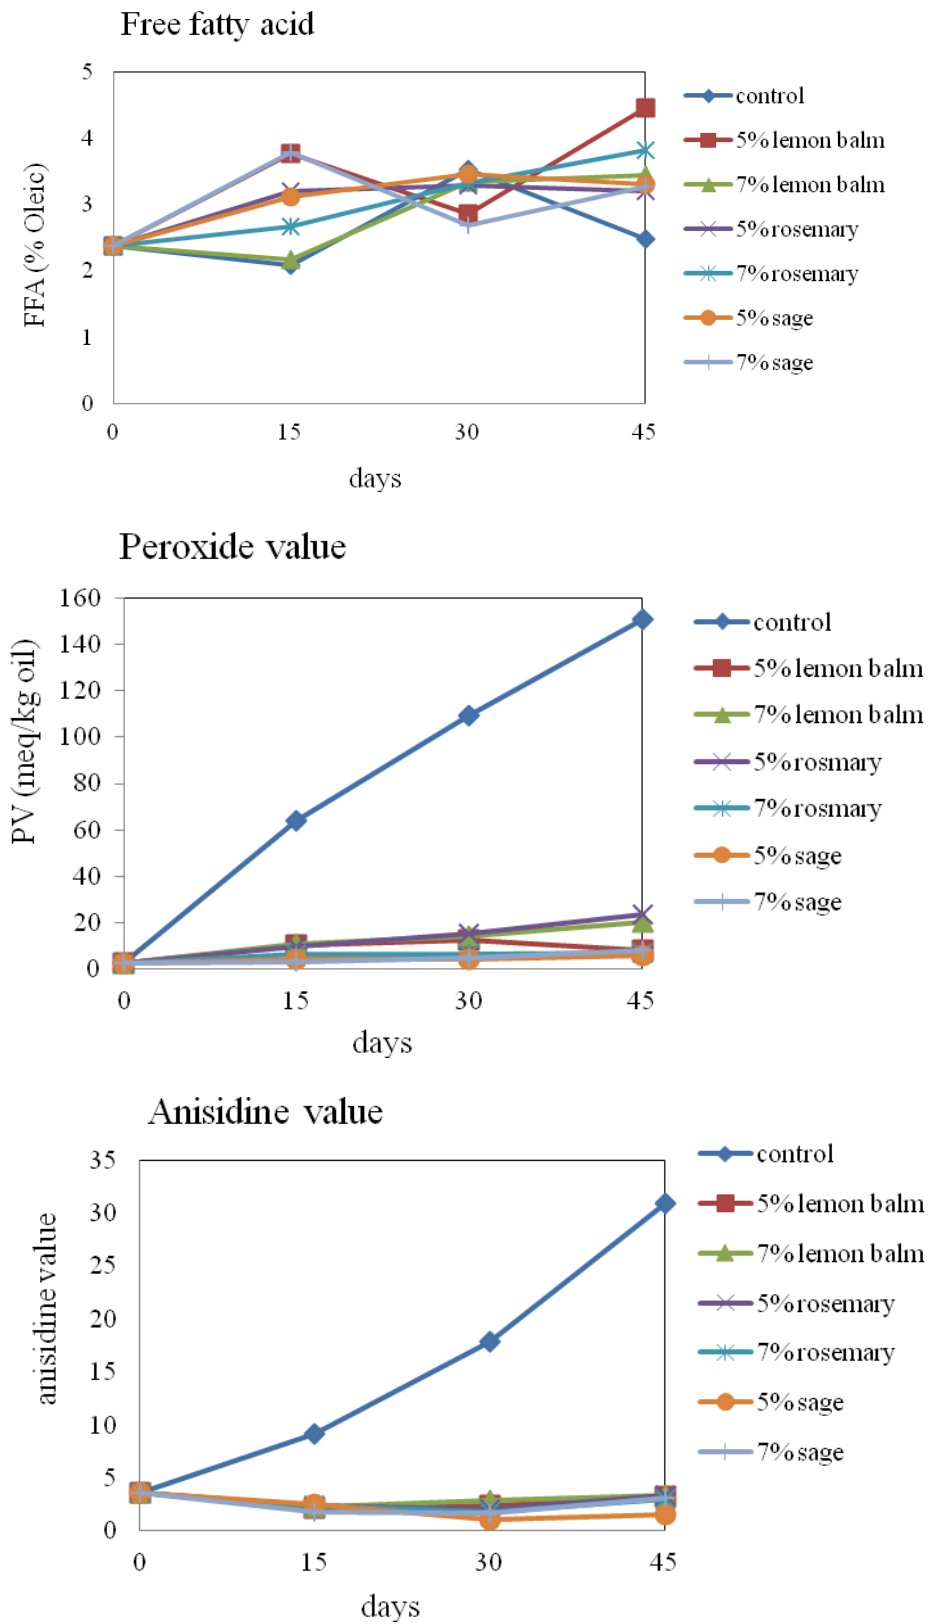 Free fatty acid
FFA (% Oleic)
5
4
3
2
1
0
0 15 30 45
days
control
5% lemon balm
7% lemon balm
5% rosemary
7% rosemary
5% sage
7% sage
Peroxide value
PV (meq/kg oil)
160
140
120
100
80
60
40
20
0
0 15 30 45
days
control
5% lemon balm
7% lemon balm
5% rosmary
7% rosmary
5% sage
7% sage
Anisidine value
anisidine value
35
30
25
20
15
10
5
0
0 15 30 45
days
control
5% lemon balm
7% lemon balm
5% rosemary
7% rosemary
5% sage
7% sage